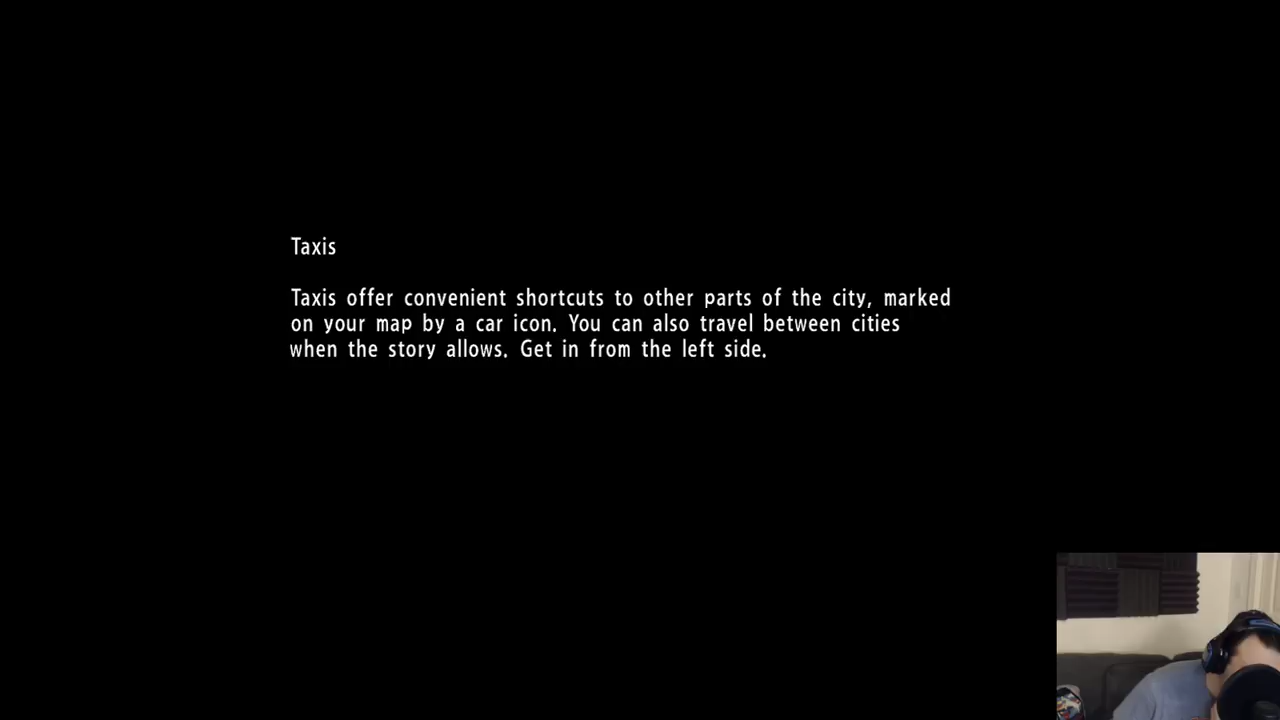 Taxis
Taxis offer convenient shortcuts to other parts of the city, marked
on your map by a car icon. You can also travel between cities
when the story allows. Get in from the left side.